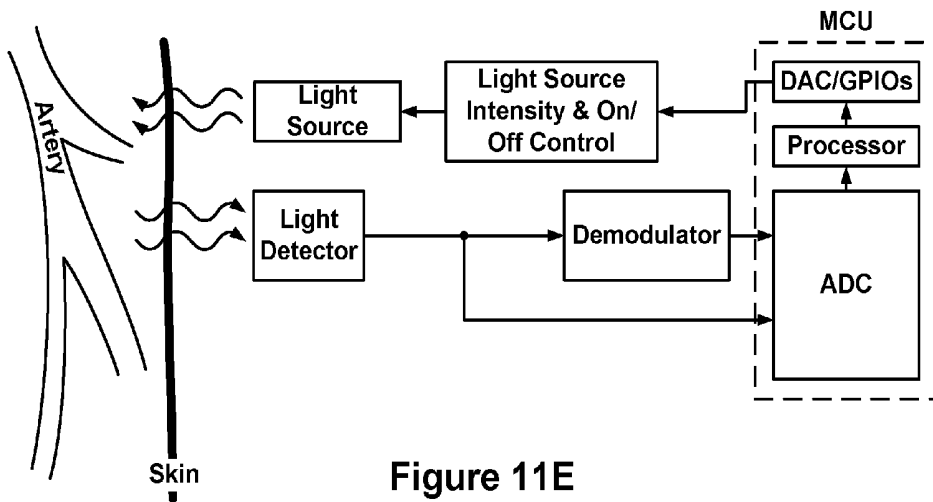 MCU
DAC/GPIOs
Light Source
Intensity & On/
Off Control
Light
Source
Processor
Artery
Light
Detector
Demodulator
ADC
Skin
Figure 11E